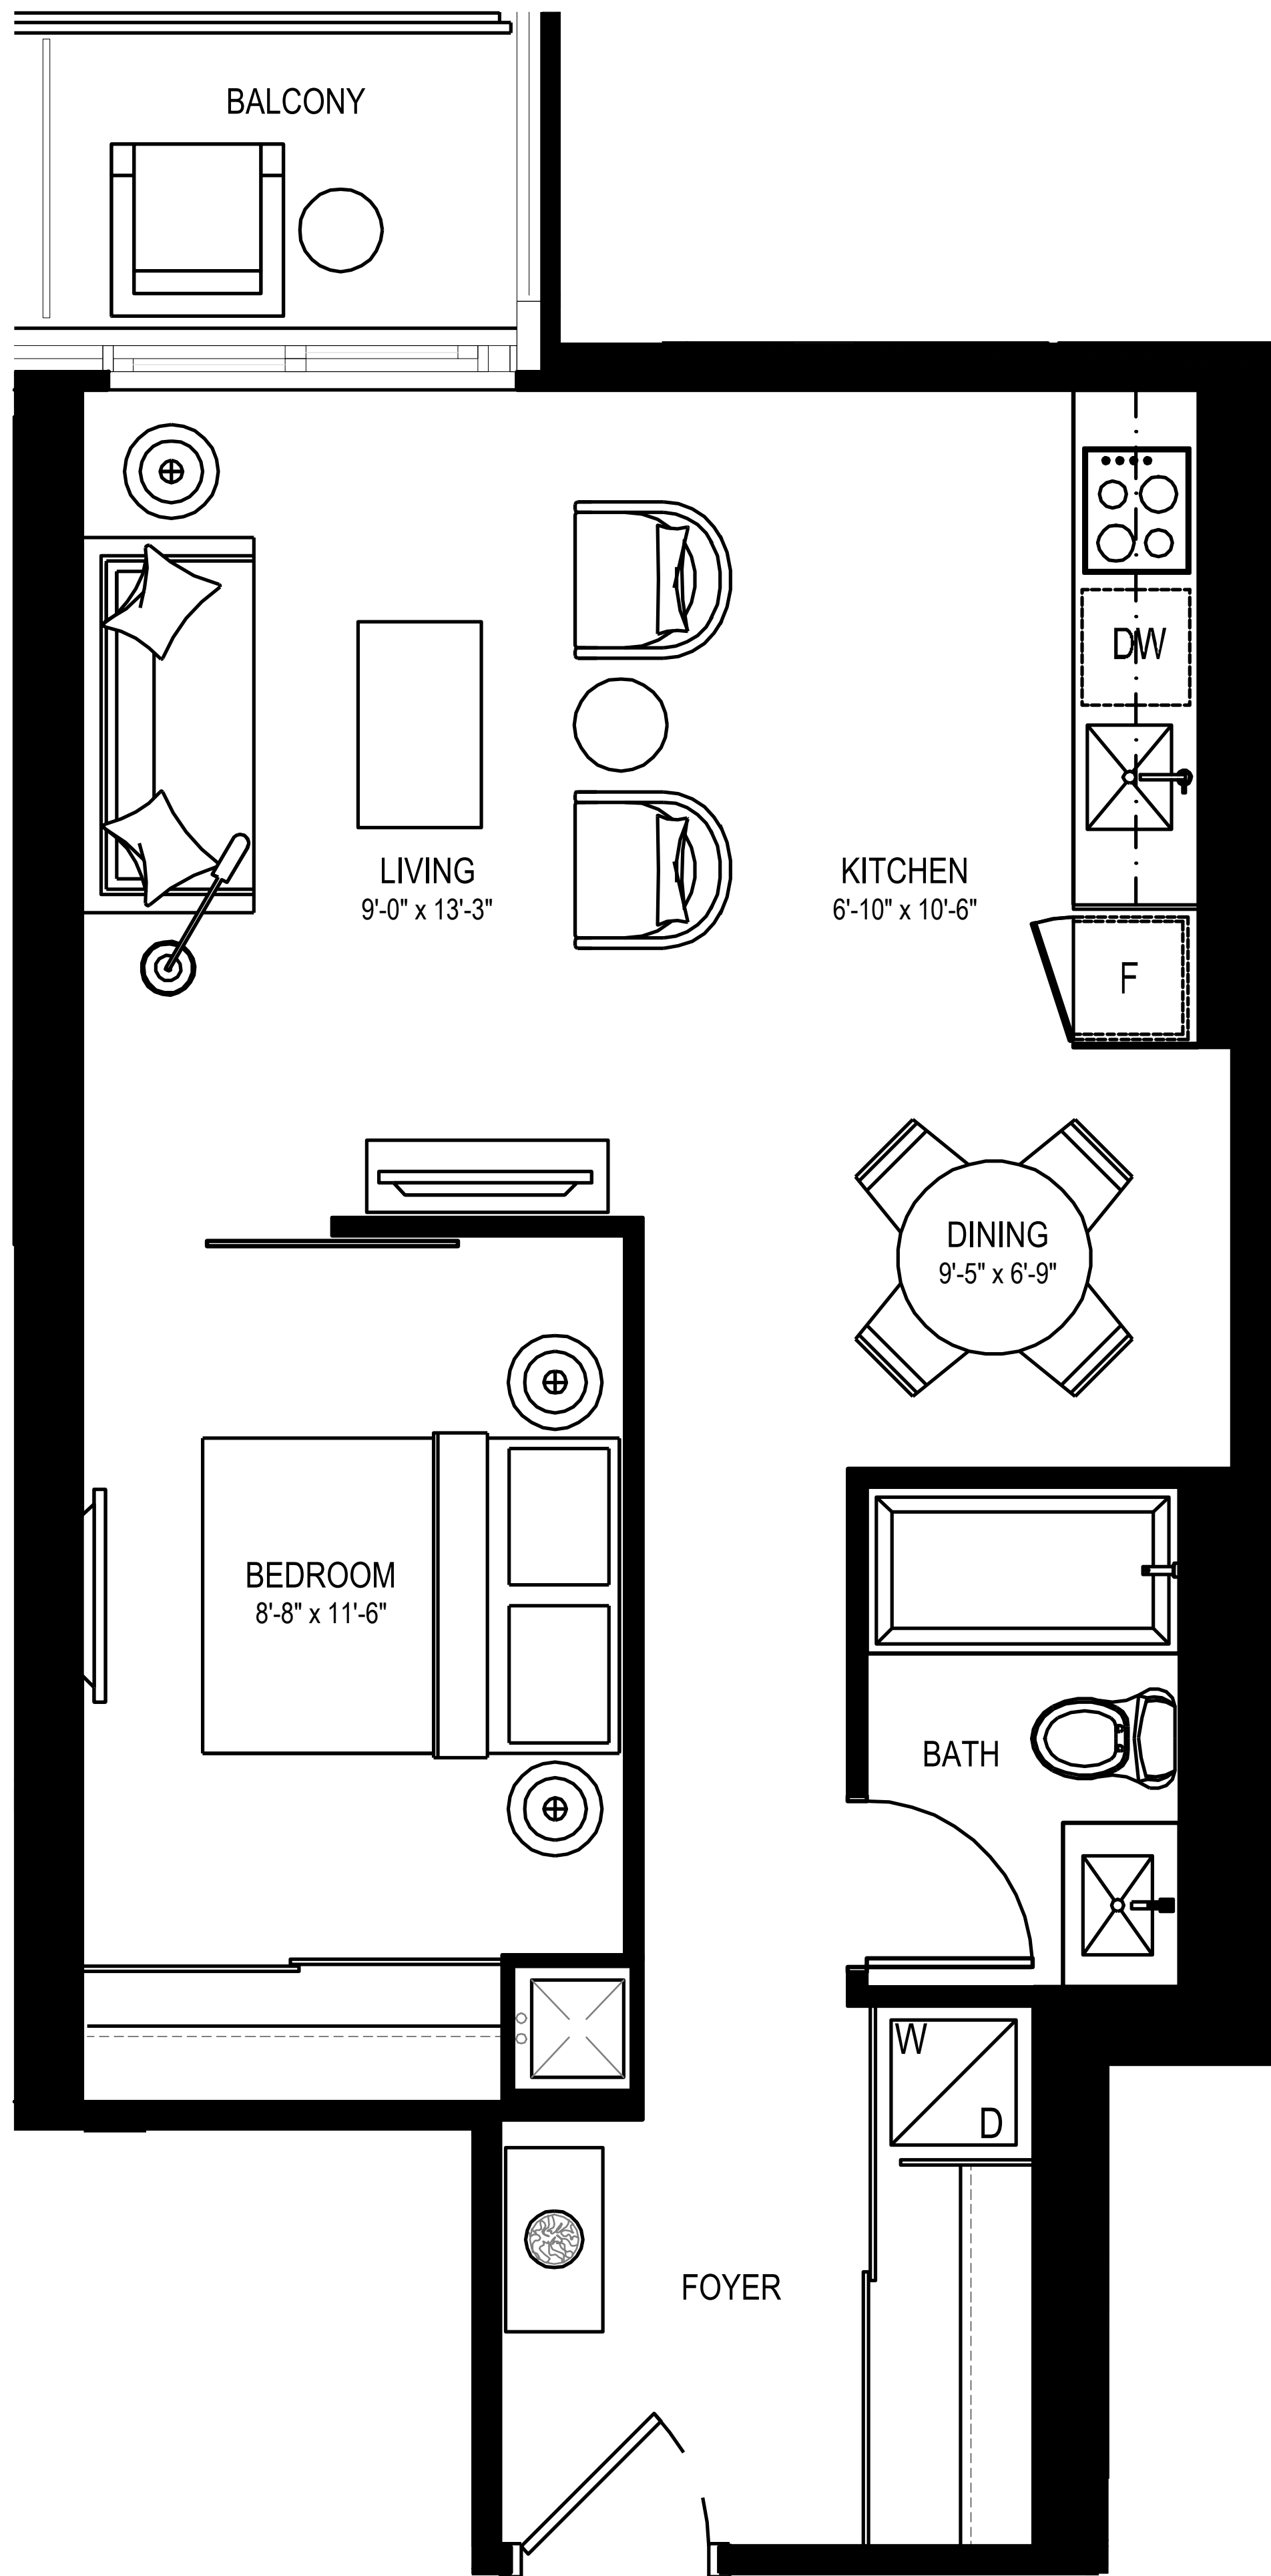 BALCONY
DW
LIVING
9'-0" x 13'-3"
KITCHEN
6'-10" x 10'-6"
F
DINING
9'-5" x 6'-9"
BEDROOM
8'-8" x 11'-6"
BATH
W
D
FOYER